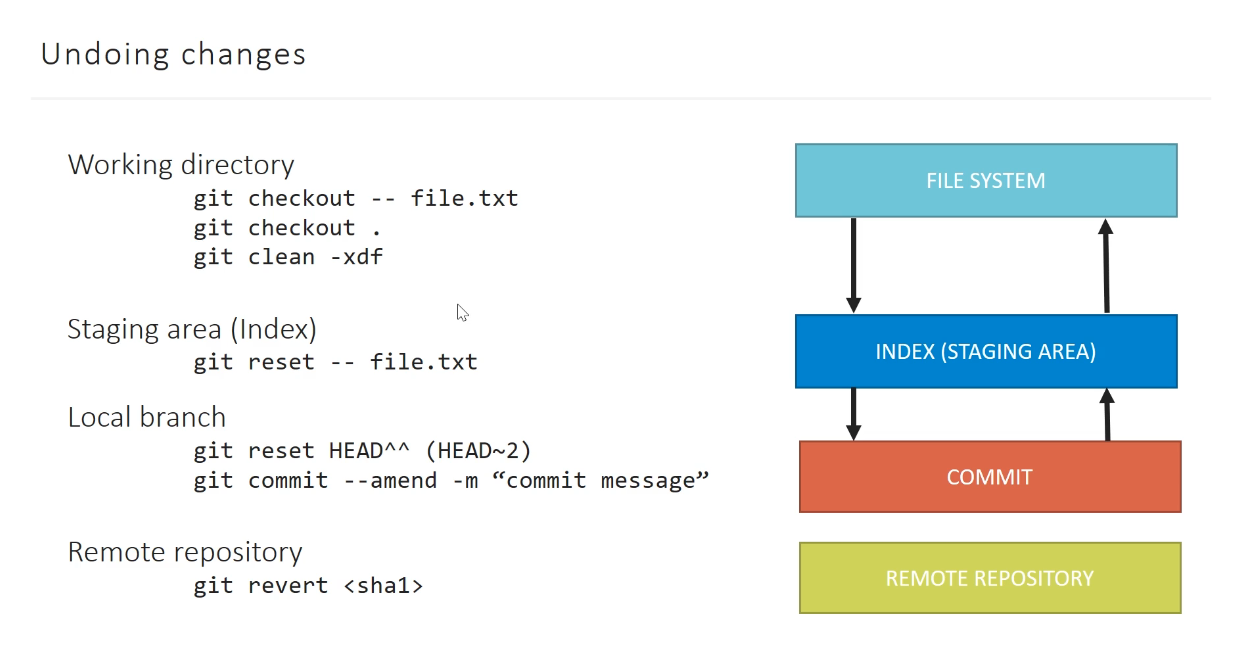 Undoing changes
Working directory
git checkout -- file.txt
git checkout .
git clean -xdf
Staging area (Index)
git reset -- file.txt
Local branch
git reset HEAD^^ (HEAD~2)
git commit --amend -m “commit message”
Remote repository
git revert <sha1>
FILE SYSTEM
INDEX (STAGING AREA)
COMMIT
REMOTE REPOSITORY